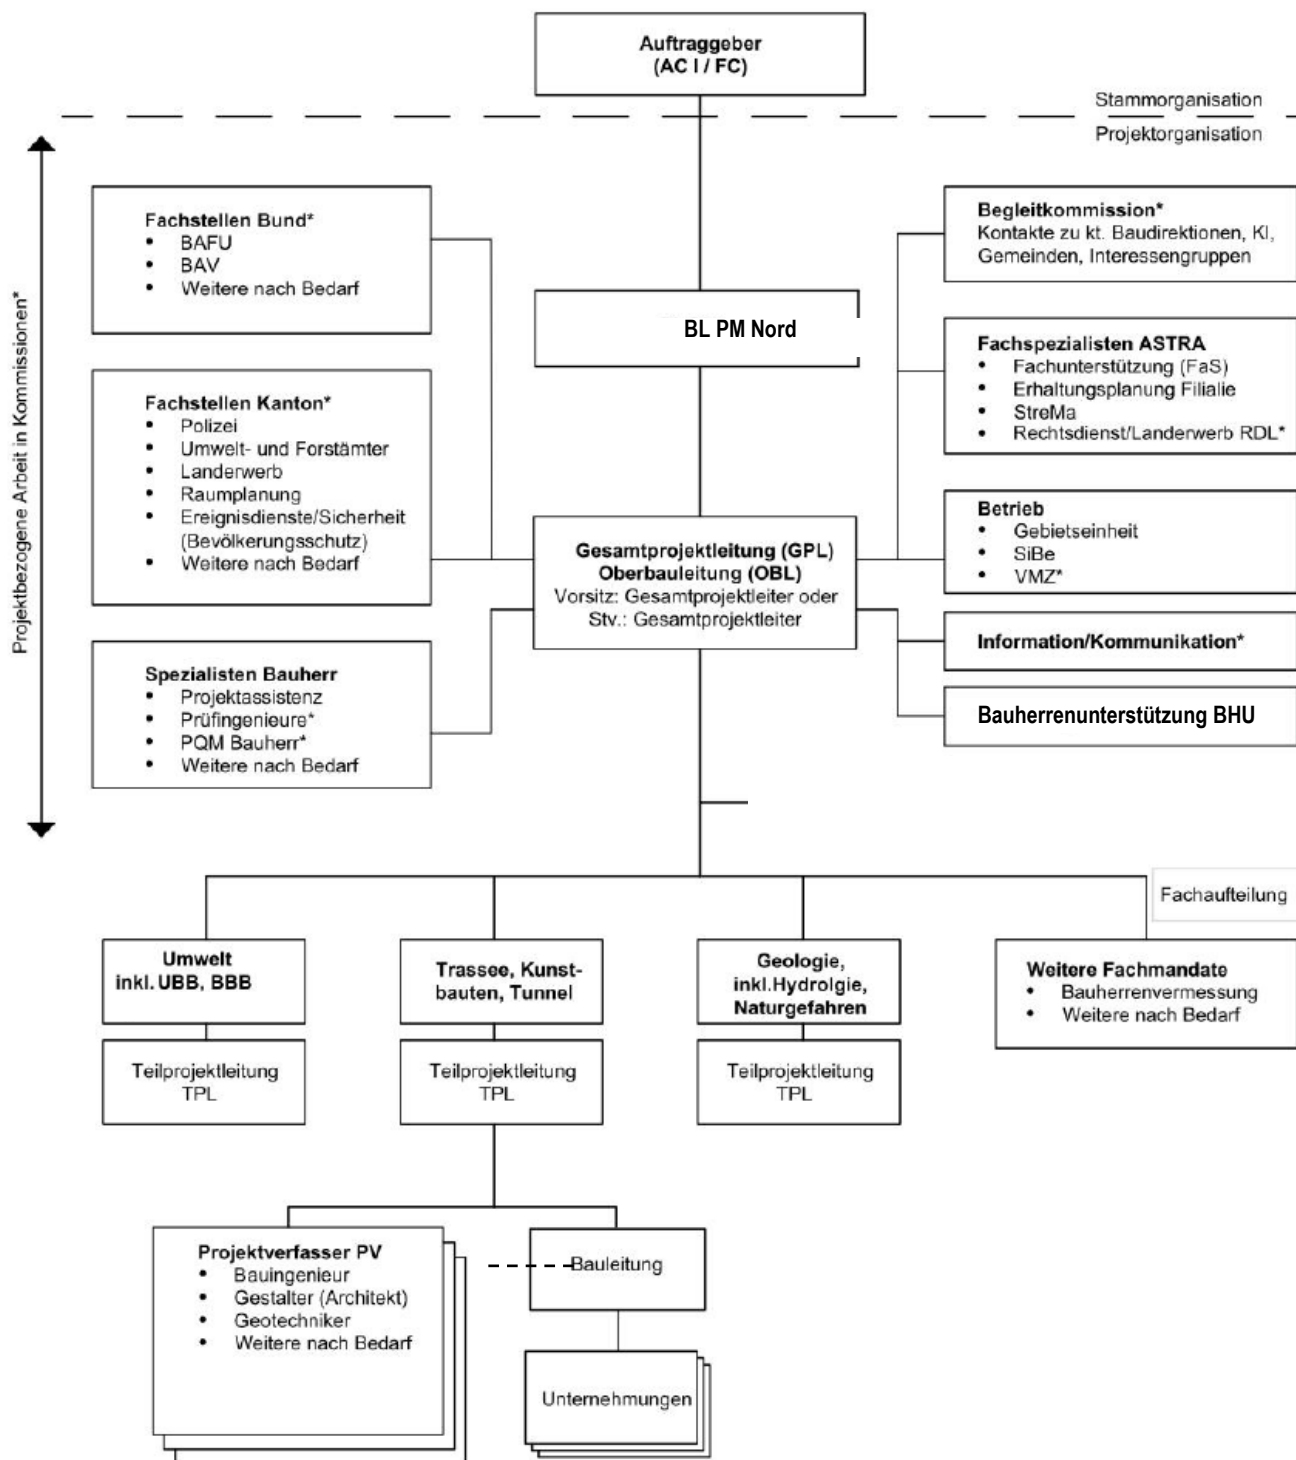 Auftraggeber
(AC I / FC)
Stammorganisation
Projektorganisation
Projektbezogene Arbeit in Kommissionen*
Fachstellen Bund*
• BAFU
• BAV
• Weitere nach Bedarf
Begleitkommission*
Kontakte zu kt. Baudirektionen, KI,
Gemeinden, Interessengruppen
BL PM Nord
Fachspezialisten ASTRA
• Fachunterstützung (FaS)
• Erhaltungsplanung Filialie
• StreMa
• Rechtsdienst/Landerwerb RDL*
Fachstellen Kanton*
• Polizei
• Umwelt- und Forstämter
• Landerwerb
• Raumplanung
• Ereignisdienste/Sicherheit
(Bevölkerungsschutz)
• Weitere nach Bedarf
Betrieb
• Gebietseinheit
• SiBe
• VMZ*
Gesamtprojektleitung (GPL)
Oberbauleitung (OBL)
Vorsitz: Gesamtprojektleiter oder
Stv.: Gesamtprojektleiter
Information/Kommunikation*
Spezialisten Bauherr
• Projektassistenz
• Prüfingenieure*
• PQM Bauherr*
• Weitere nach Bedarf
Bauherrenunterstützung BHU
Fachaufteilung
Umwelt
inkl. UBB, BBB
Trassee, Kunst-
bauten, Tunnel
Geologie,
inkl.Hydrolgie,
Naturgefahren
Weitere Fachmandate
• Bauherrenvermessung
• Weitere nach Bedarf
Teilprojektleitung
TPL
Teilprojektleitung
TPL
Teilprojektleitung
TPL
Projektverfasser PV
• Bauingenieur
• Gestalter (Architekt)
• Geotechniker
• Weitere nach Bedarf
Bauleitung
Unternehmungen